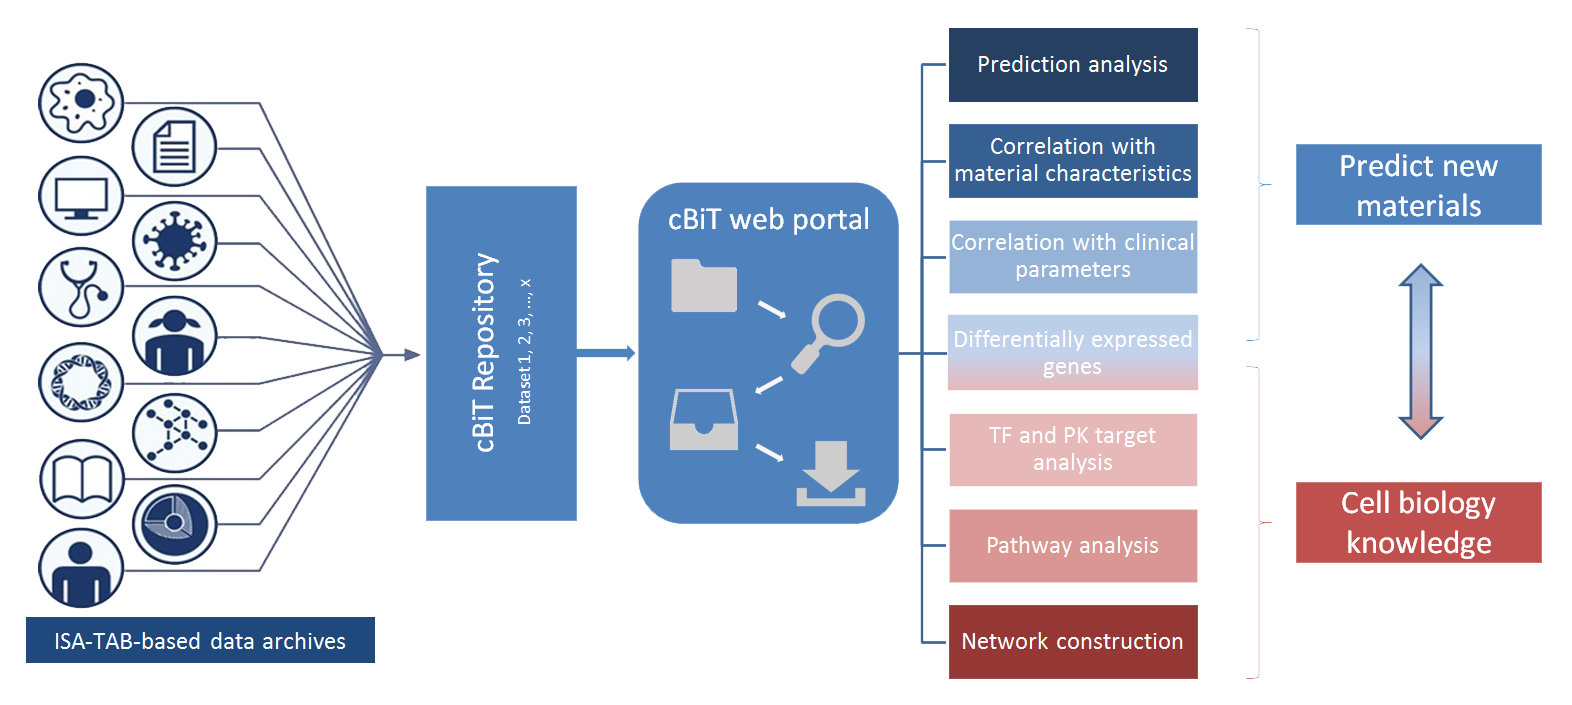 ISA-TAB-based data archives
cBiT Repository
Dataset 1, 2, 3, ..., x
cBiT web portal
Prediction analysis
Correlation with
material characteristics
Correlation with clinical
parameters
Differentially expressed
genes
TF and PK target
analysis
Pathway analysis
Network construction
Predict new
materials
Cell biology
knowledge